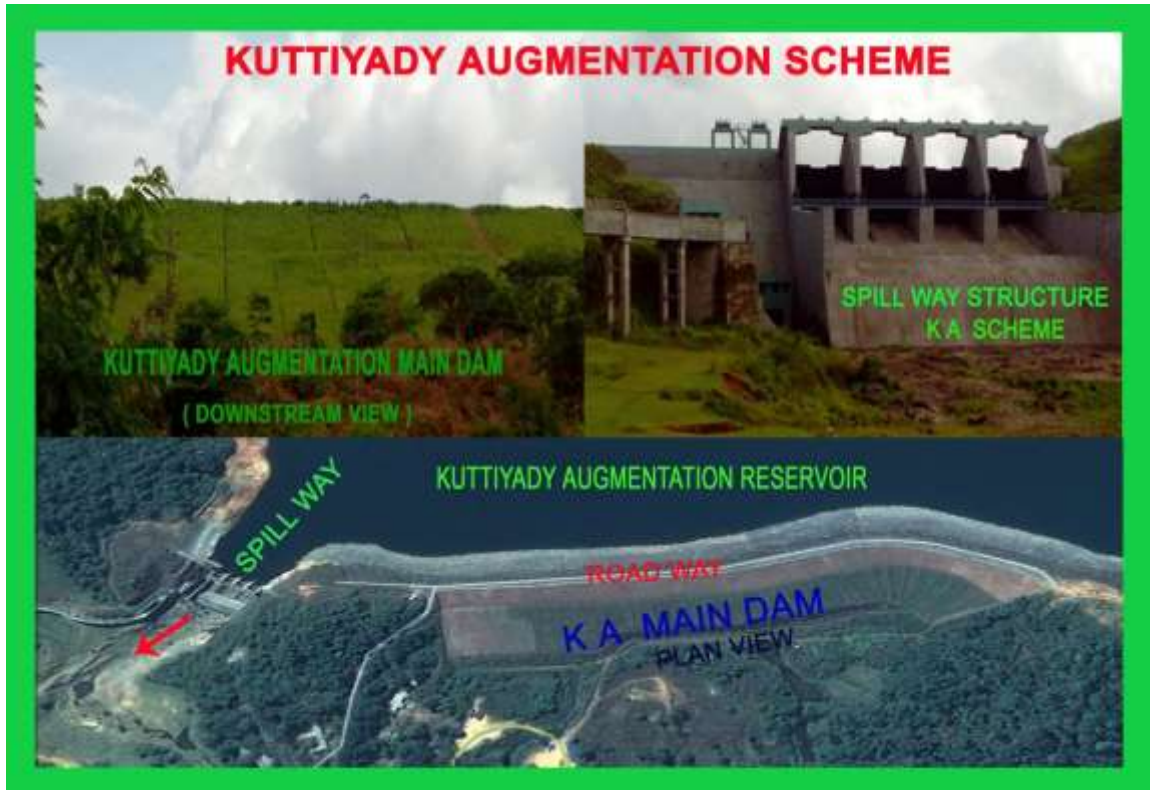 KUTTIYADY AUGMENTATION SCHEME
KUTTIYADY AUGMENTATION MAIN DAM
( DOWNSTREAM VIEW )
SPILL WAY STRUCTURE
K A SCHEME
KUTTIYADY AUGMENTATION RESERVOIR
SPILL WAY
ROAD WAY
K A MAIN DAM
PLAN VIEW